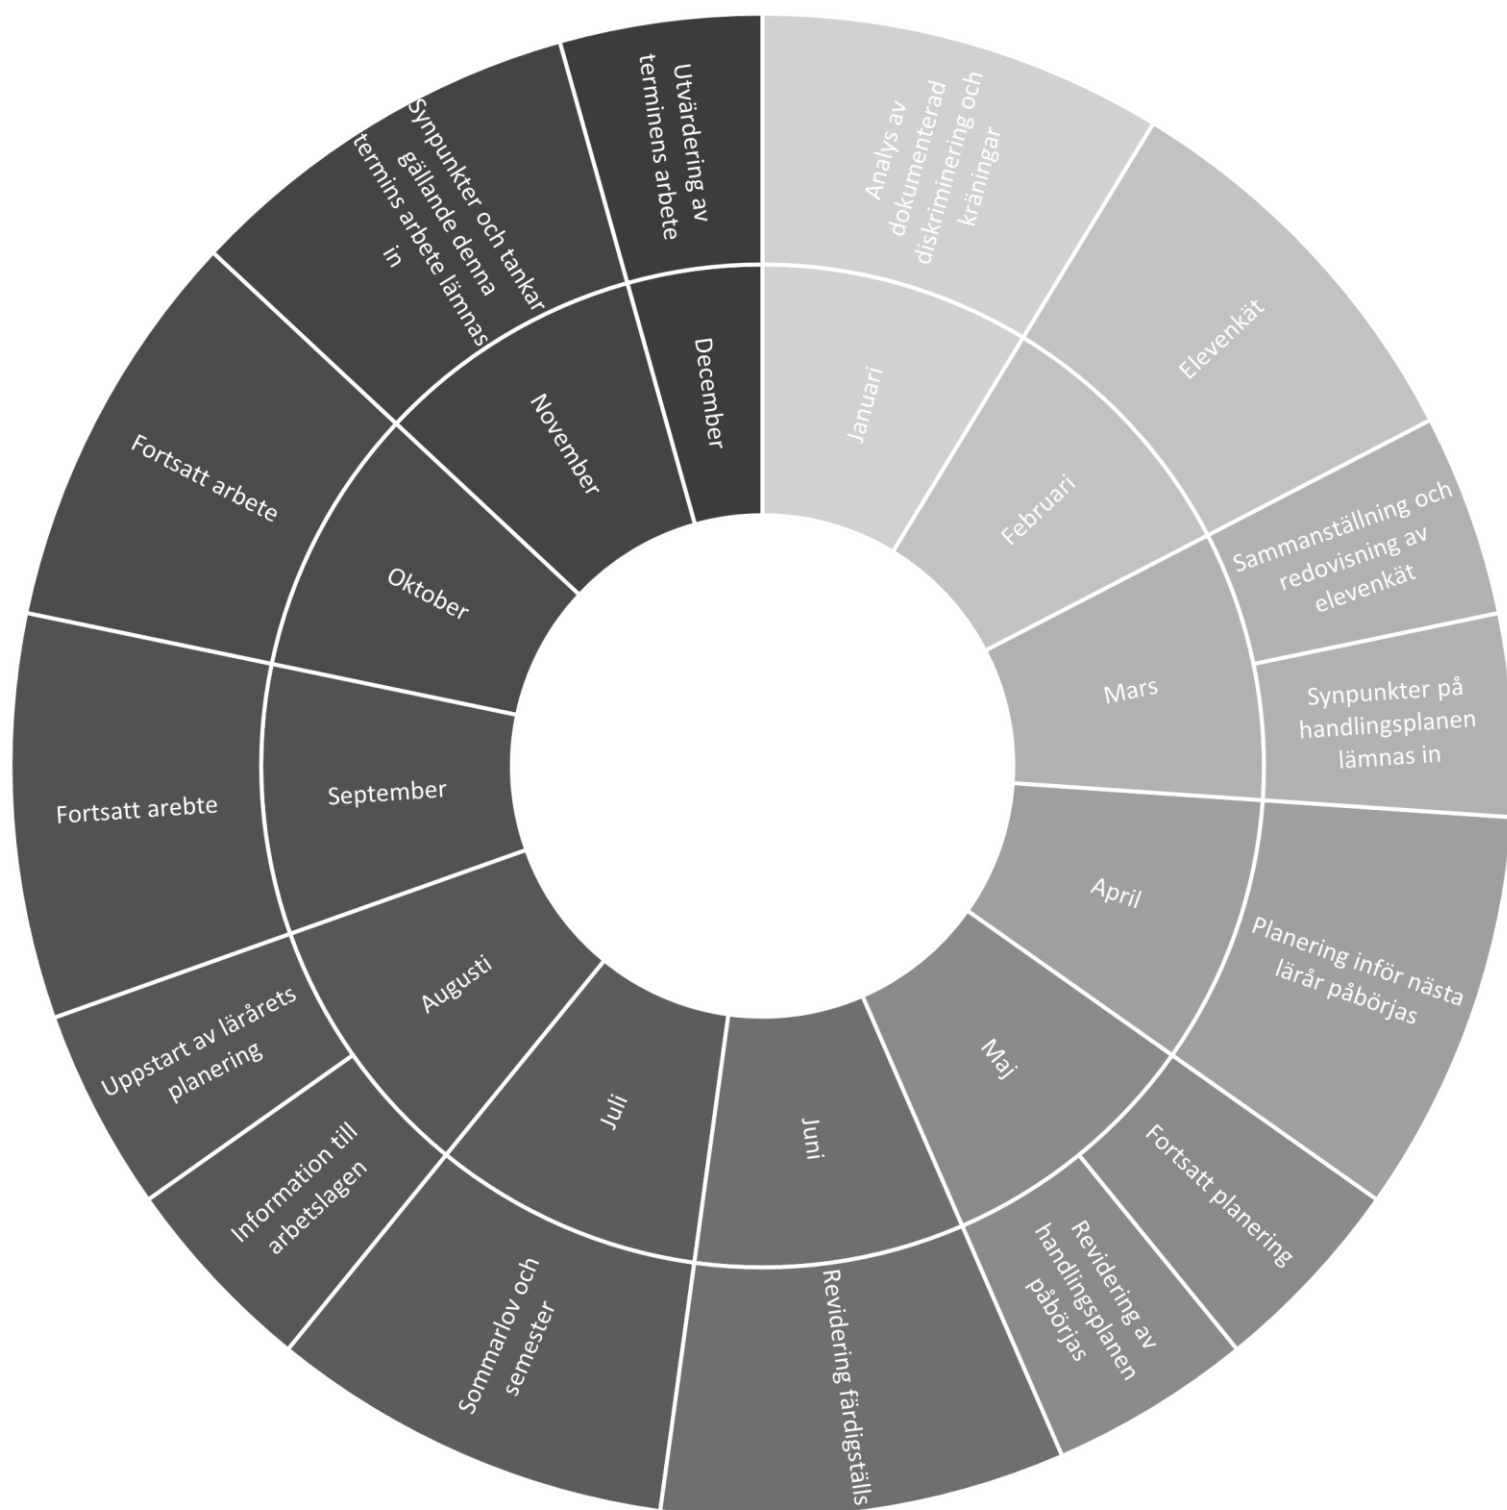 Januari
Analys av
dokumenterad
diskriminering och
kräningar
Februari
Elevenkät
Mars
Sammanställning och
redovisning av
elevenkät
Synpunkter på
handlingsplanen
lämnas in
April
Planering inför nästa
lärår påbörjas
Maj
Fortsatt planering
Revidering av
handlingsplanen
påbörjas
Juni
Revidering färdigställs
Juli
Sommarlov och
semester
Augusti
Information till
arbetslagen
Uppstart av lärårets
planering
September
Fortsatt arebte
Oktober
Fortsatt arbete
November
Synpunkter och tankar
gällande denna
termins arbete lämnas
in
December
Utvärdering av
terminens arbete